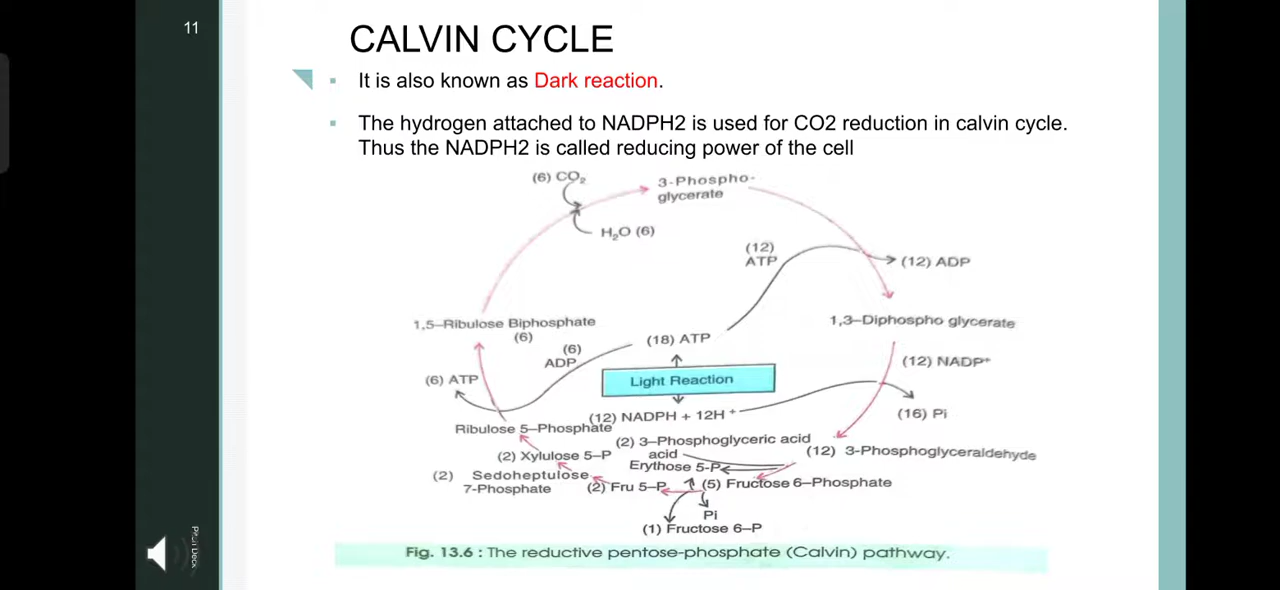 11
CALVIN CYCLE
It is also known as Dark reaction.
The hydrogen attached to NADPH2 is used for CO2 reduction in calvin cycle.
Thus the NADPH2 is called reducing power of the cell
(6) CO₂
3-Phospho-
glycerate
H₂O (6)
(12)
ATP
(12) ADP
1,5–Ribulose Biphosphate
(6)
1,3–Diphospho glycerate
(18) ATP
(6)
ADP
(12) NADP⁺
(6) ATP
Light Reaction
(12) NADPH + 12H⁺
(16) Pi
Ribulose 5–Phosphate
(2) 3–Phosphoglyceric acid
acid
(12) 3-Phosphoglyceraldehyde
(2) Xylulose 5-P
Erythose 5-P
(2) Sedoheptulose
7-Phosphate
(2) Fru 5–P
(5) Fructose 6–Phosphate
Pi
(1) Fructose 6–P
Fig. 13.6 : The reductive pentose-phosphate (Calvin) pathway.